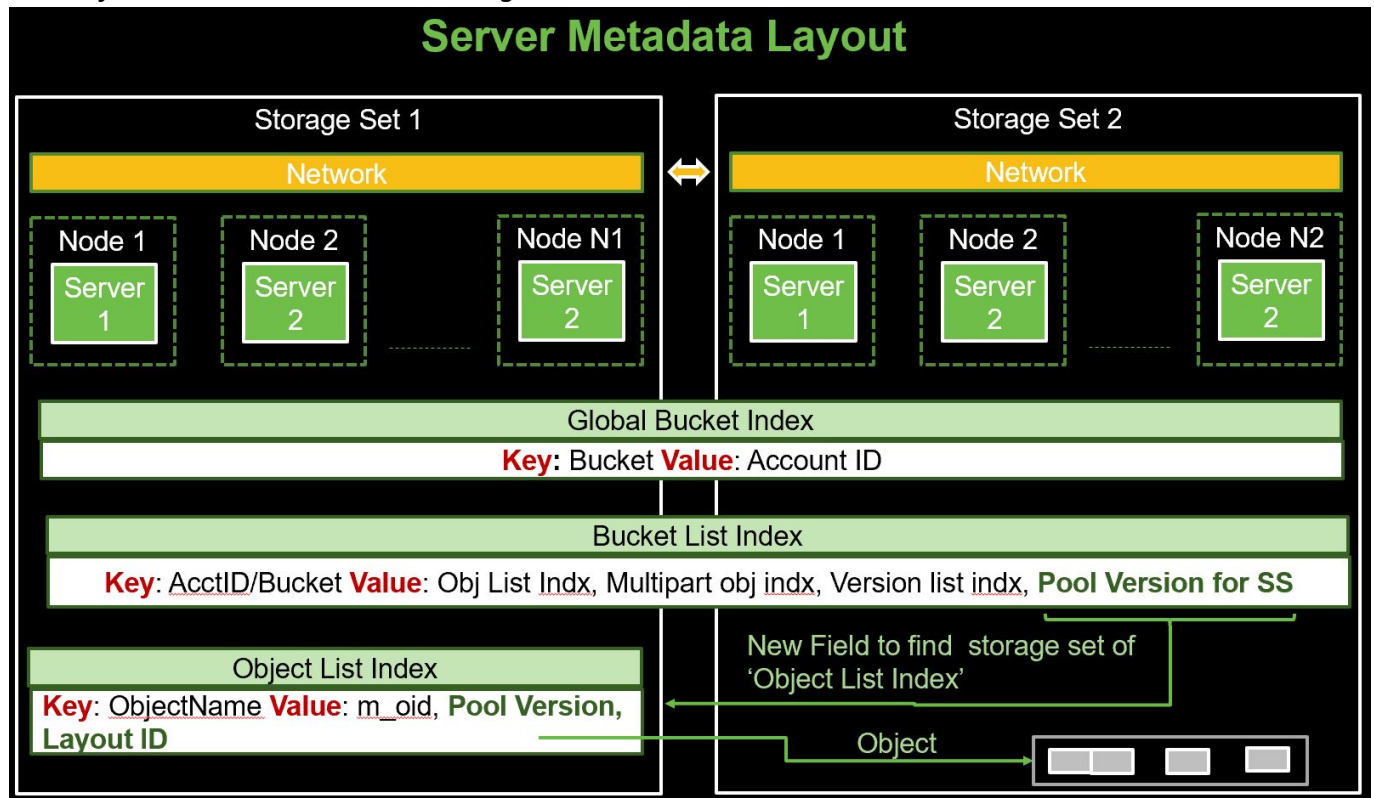 Server Metadata Layout
Storage Set 1
Network
Node 1
Server
1
Node 2
Server
2
Node N1
Server
2
Storage Set 2
Network
Node 1
Server
1
Node 2
Server
2
Node N2
Server
2
Global Bucket Index
Key: Bucket Value: Account ID
Bucket List Index
Key: AcctID/Bucket Value: Obj List Indx, Multipart obj indx, Version list indx, Pool Version for SS
New Field to find storage set of
‘Object List Index’
Object List Index
Key: ObjectName Value: m_oid, Pool Version,
Layout ID
Object